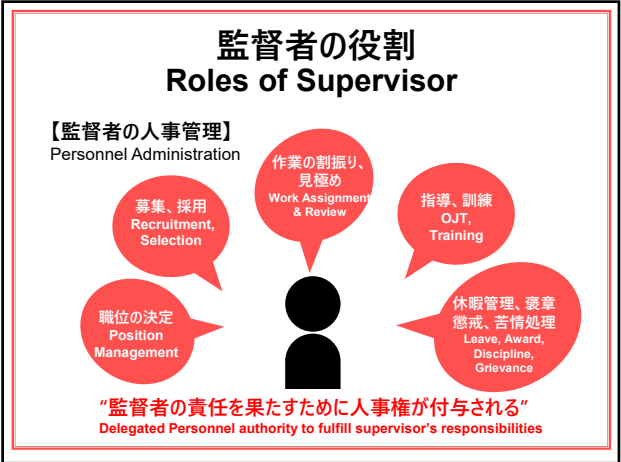 監督者の役割
Roles of Supervisor
【監督者の人事管理】
Personnel Administration
作業の割振り、
見極め
Work Assignment
& Review
募集、採用
Recruitment,
Selection
指導、訓練
OJT,
Training
職位の決定
Position
Management
休暇管理、褒章
懲戒、苦情処理
Leave, Award,
Discipline,
Grievance
“監督者の責任を果たすために人事権が付与される”
Delegated Personnel authority to fulfill supervisor’s responsibilities